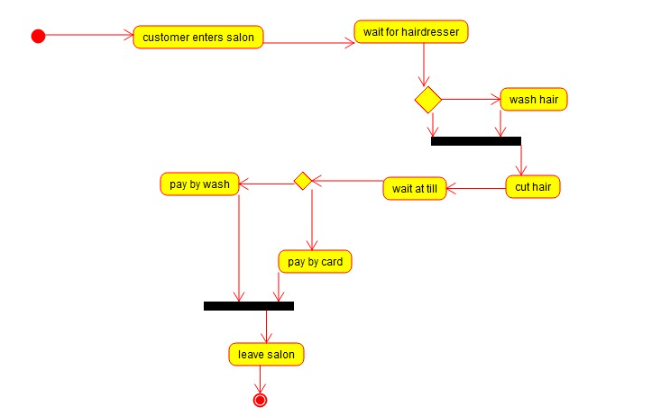 customer enters salon
wait for hairdresser
wash hair
cut hair
wait at till
pay by wash
pay by card
leave salon